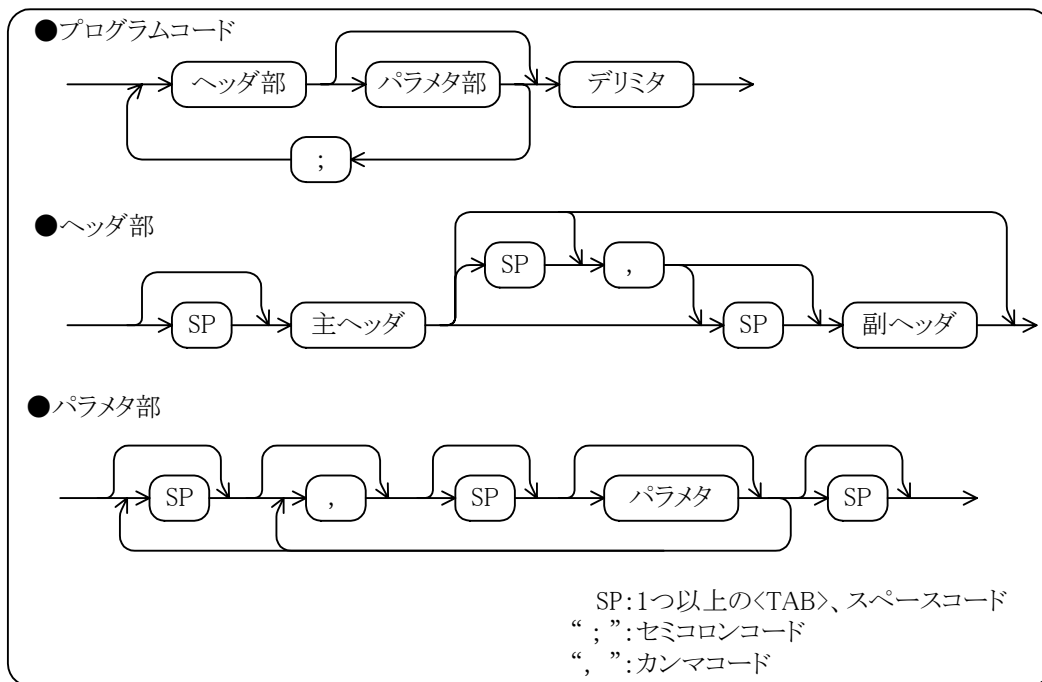 ●プログラムコード
ヘッダ部
パラメタ部
デリミタ
;
●ヘッダ部
SP
,
SP
主ヘッダ
SP
副ヘッダ
●パラメタ部
SP
,
SP
パラメタ
SP
SP:1つ以上の<TAB>、スペースコード
“ ; ”:セミコロンコード
“, ”:カンマコード